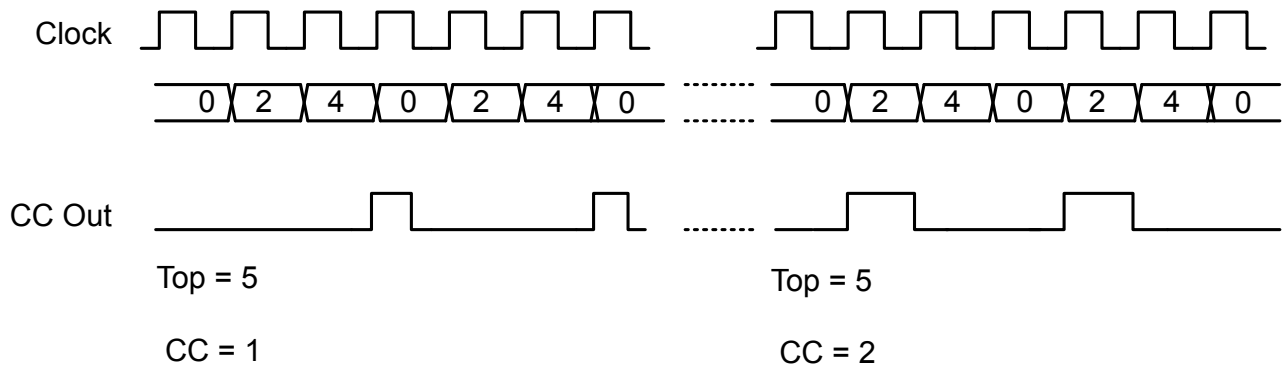 Clock
0 2 4 0 2 4 0 0 2 4 0 2 4 0
CC Out
Top = 5 Top = 5
CC = 1 CC = 2